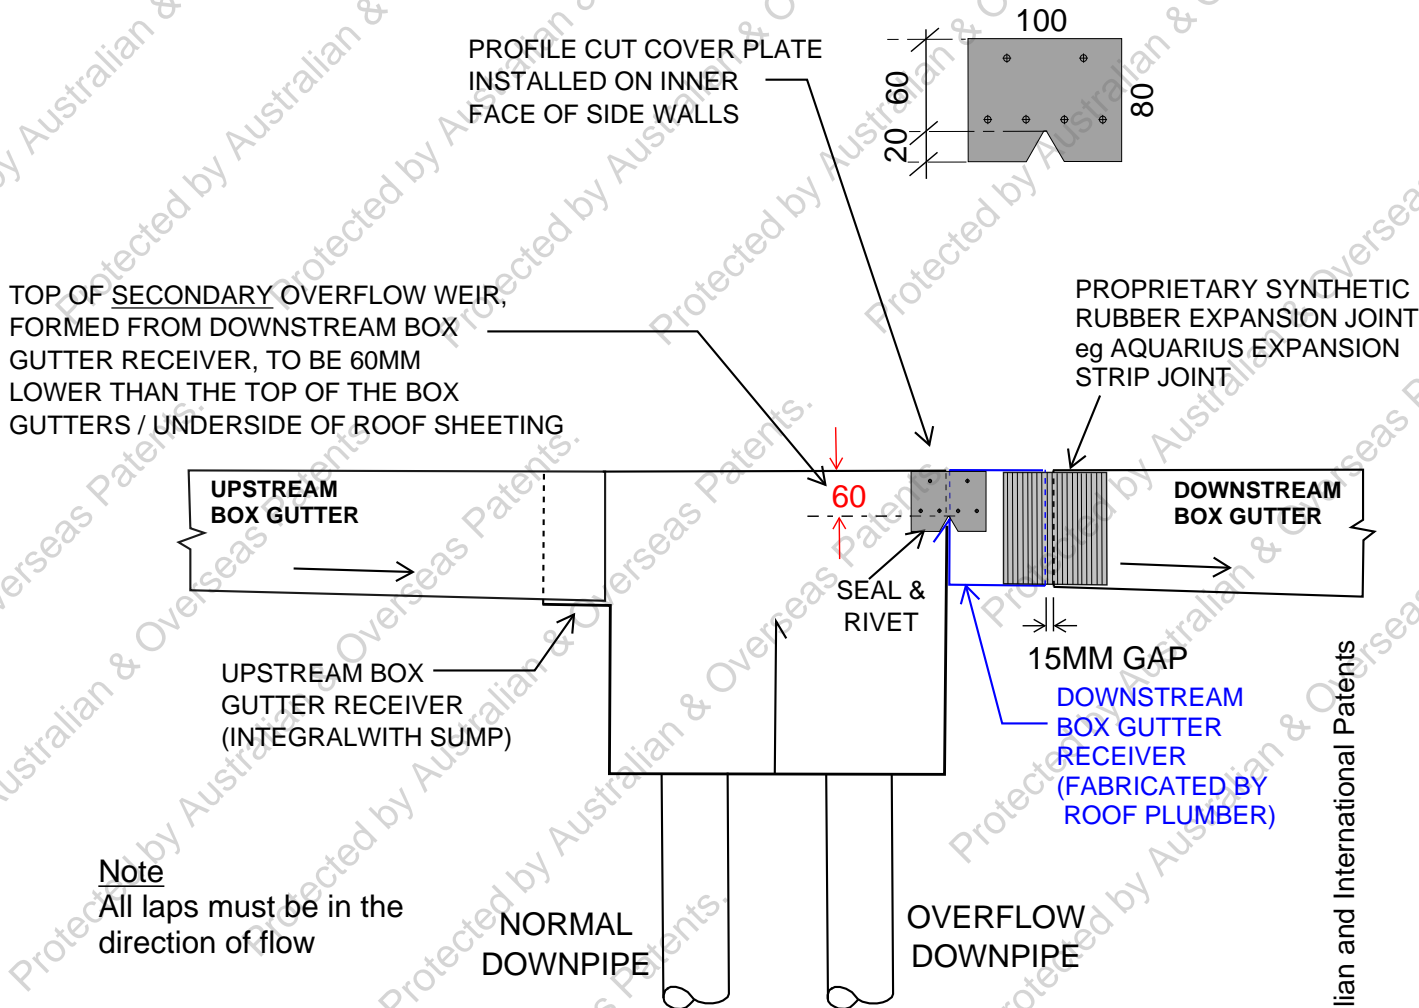 100
PROFILE CUT COVER PLATE
INSTALLED ON INNER
FACE OF SIDE WALLS
60
20
80
TOP OF SECONDARY OVERFLOW WEIR,
FORMED FROM DOWNSTREAM BOX
GUTTER RECEIVER, TO BE 60MM
LOWER THAN THE TOP OF THE BOX
GUTTERS / UNDERSIDE OF ROOF SHEETING
PROPRIETARY SYNTHETIC
RUBBER EXPANSION JOINT
eg AQUARIUS EXPANSION
STRIP JOINT
UPSTREAM
BOX GUTTER
60
DOWNSTREAM
BOX GUTTER
SEAL &
RIVET
15MM GAP
UPSTREAM BOX
GUTTER RECEIVER
(INTEGRALWITH SUMP)
DOWNSTREAM
BOX GUTTER
RECEIVER
(FABRICATED BY
ROOF PLUMBER)
Note
All laps must be in the
direction of flow
NORMAL
DOWNPIPE
OVERFLOW
DOWNPIPE
lian and International Patents
Protected by Australian & Overseas Patents.